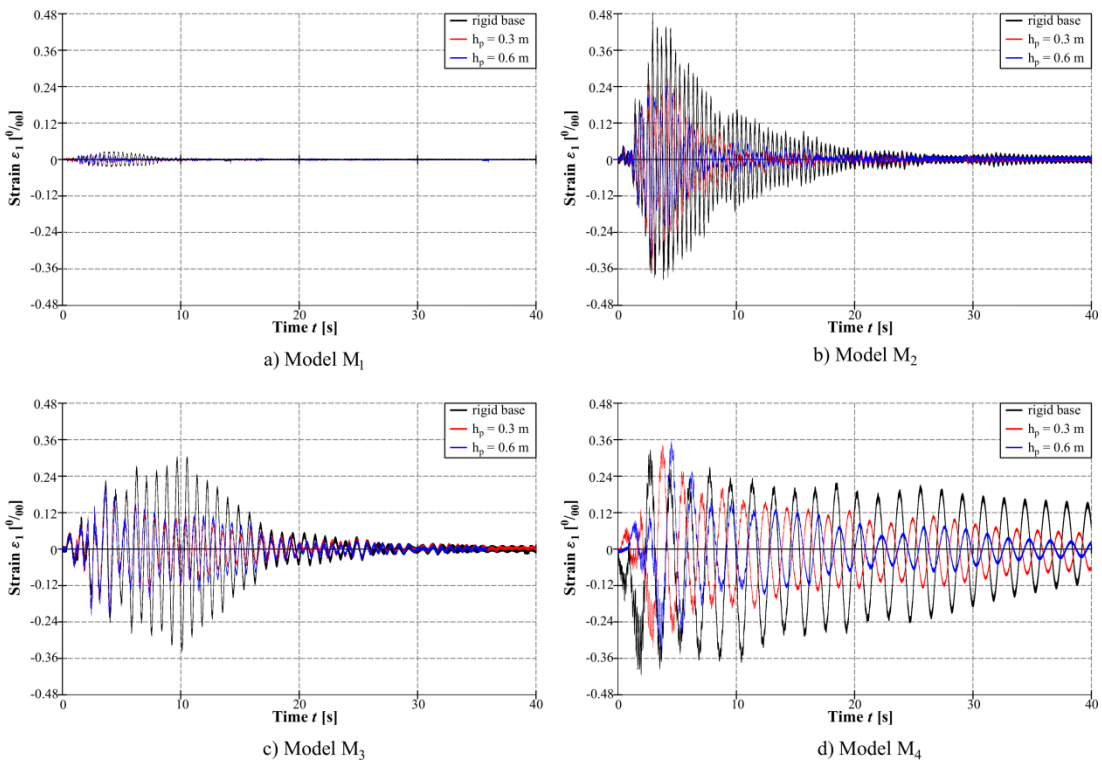 Strain ε₁ [⁰/₀₀]
0.48
0.36
0.24
0.12
0
-0.12
-0.24
-0.36
-0.48
rigid base
hₚ = 0.3 m
hₚ = 0.6 m
0 10 20 30 40
Time t [s]
a) Model M₁
Strain ε₁ [⁰/₀₀]
0.48
0.36
0.24
0.12
0
-0.12
-0.24
-0.36
-0.48
rigid base
hₚ = 0.3 m
hₚ = 0.6 m
0 10 20 30 40
Time t [s]
b) Model M₂
Strain ε₁ [⁰/₀₀]
0.48
0.36
0.24
0.12
0
-0.12
-0.24
-0.36
-0.48
rigid base
hₚ = 0.3 m
hₚ = 0.6 m
0 10 20 30 40
Time t [s]
c) Model M₃
Strain ε₁ [⁰/₀₀]
0.48
0.36
0.24
0.12
0
-0.12
-0.24
-0.36
-0.48
rigid base
hₚ = 0.3 m
hₚ = 0.6 m
0 10 20 30 40
Time t [s]
d) Model M₄